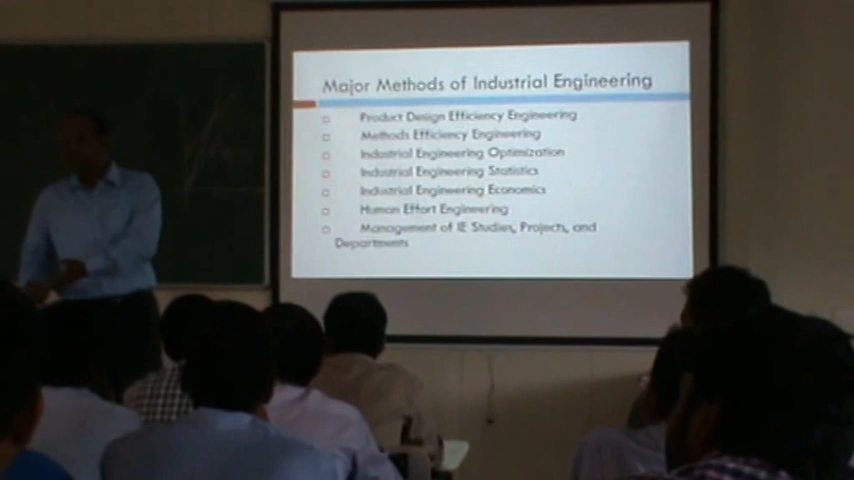 Major Methods of Industrial Engineering
Product Design Efficiency Engineering
Methods Efficiency Engineering
Industrial Engineering Optimization
Industrial Engineering Statistics
Industrial Engineering Economics
Human Effort Engineering
Management of IE Studies, Projects, and
Departments